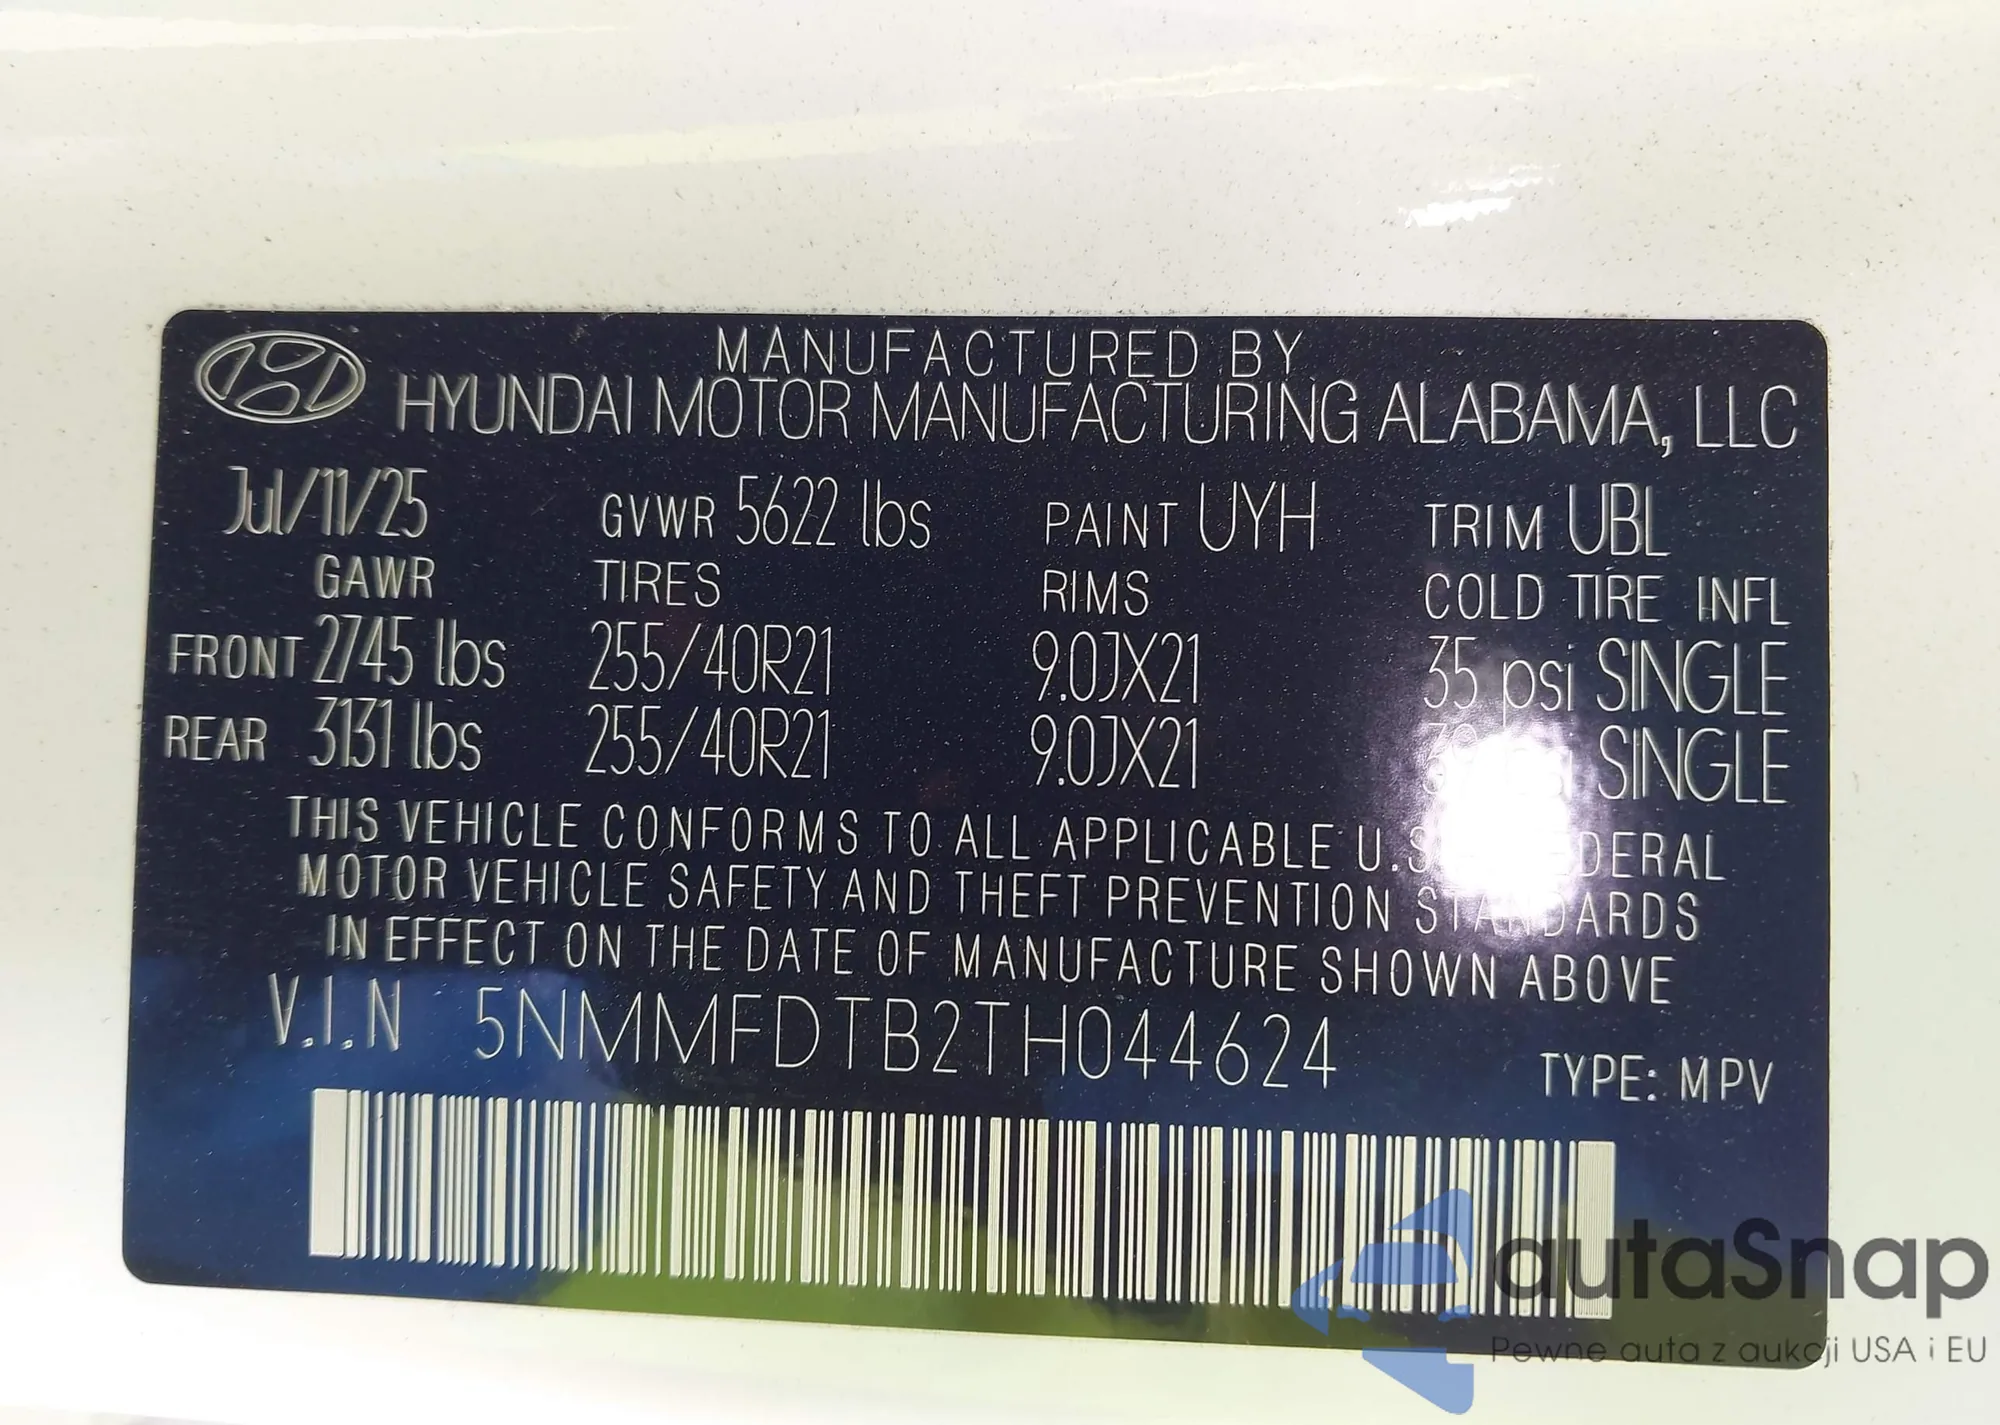 MANUFACTURED BY
HYUNDAI MOTOR MANUFACTURING ALABAMA, LLC
Jul/11/25 GVWR 5622 lbs PAINT UYH TRIM UBL
GAWR TIRES RIMS COLD TIRE INFL
FRONT 2745 lbs 255/40R21 9.0JX21 35 psi SINGLE
REAR 3131 lbs 255/40R21 9.0JX21 psi SINGLE
THIS VEHICLE CONFORMS TO ALL APPLICABLE U.S. FEDERAL
MOTOR VEHICLE SAFETY AND THEFT PREVENTION STANDARDS
IN EFFECT ON THE DATE OF MANUFACTURE SHOWN ABOVE
V.I.N 5NMMFDTB2TH044624
TYPE: MPV
autaSnap
Pewne auta z aukcji USA i EU